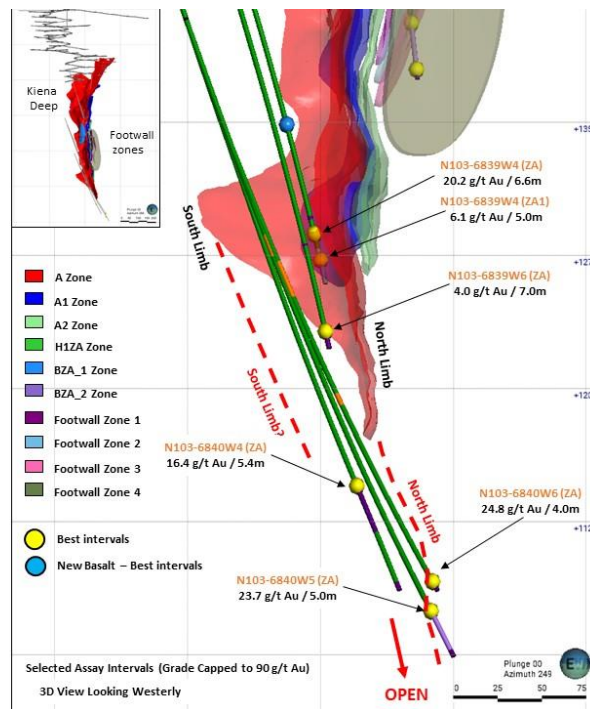 Kiena
Deep
Footwall
zones
+135
N103-6839W4 (ZA)
20.2 g/t Au / 6.6m
N103-6839W4 (ZA1)
6.1 g/t Au / 5.0m
South Limb
+127
N103-6839W6 (ZA)
4.0 g/t Au / 7.0m
A Zone
A1 Zone
A2 Zone
H1ZA Zone
BZA_1 Zone
BZA_2 Zone
Footwall Zone 1
Footwall Zone 2
Footwall Zone 3
Footwall Zone 4
North Limb
South Limb?
+120
N103-6840W4 (ZA)
16.4 g/t Au / 5.4m
North Limb
N103-6840W6 (ZA)
24.8 g/t Au / 4.0m
+112
Best intervals
New Basalt – Best intervals
N103-6840W5 (ZA)
23.7 g/t Au / 5.0m
Selected Assay Intervals (Grade Capped to 90 g/t Au)
3D View Looking Westerly
OPEN
Plunge 00
Azimuth 249
0 25 50 75